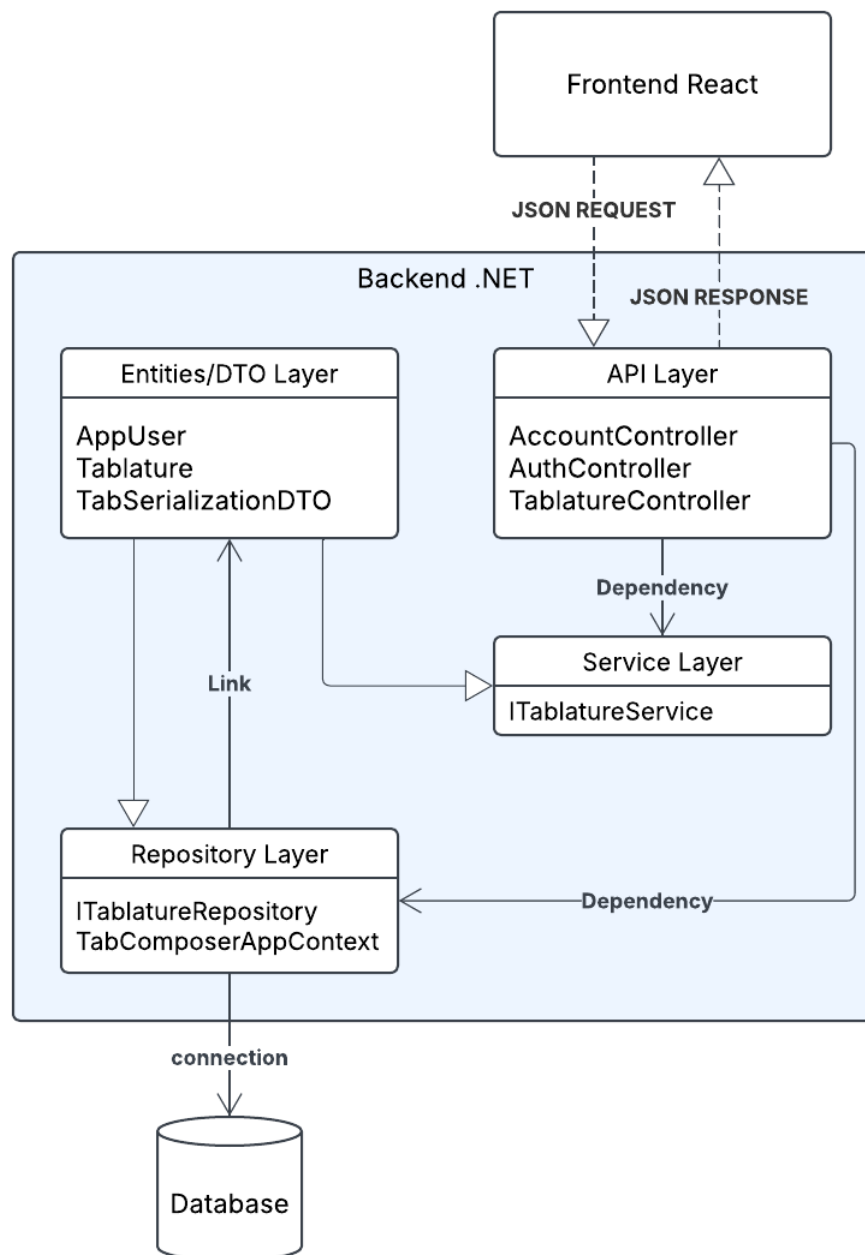 Frontend React
JSON REQUEST
Backend .NET
JSON RESPONSE
Entities/DTO Layer
AppUser
Tablature
TabSerializationDTO
API Layer
AccountController
AuthController
TablatureController
Dependency
Service Layer
ITablatureService
Link
Repository Layer
ITablatureRepository
TabComposerAppContext
Dependency
connection
Database